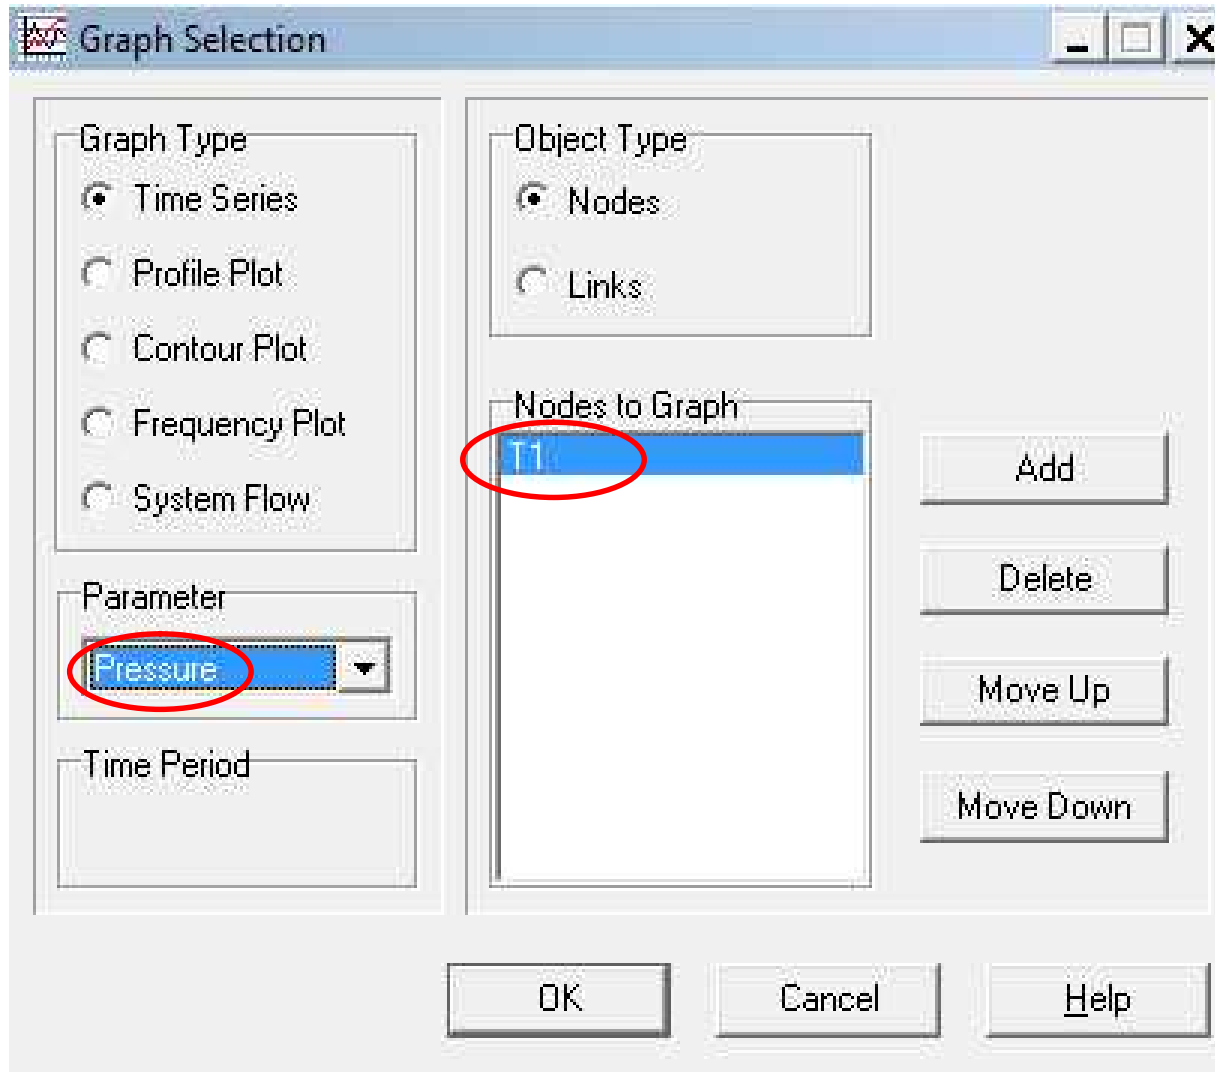 Graph Selection
Graph Type
Time Series
Profile Plot
Contour Plot
Frequency Plot
System Flow
Parameter
Pressure
Time Period
Object Type
Nodes
Links
Nodes to Graph
T1
Add
Delete
Move Up
Move Down
OK
Cancel
Help